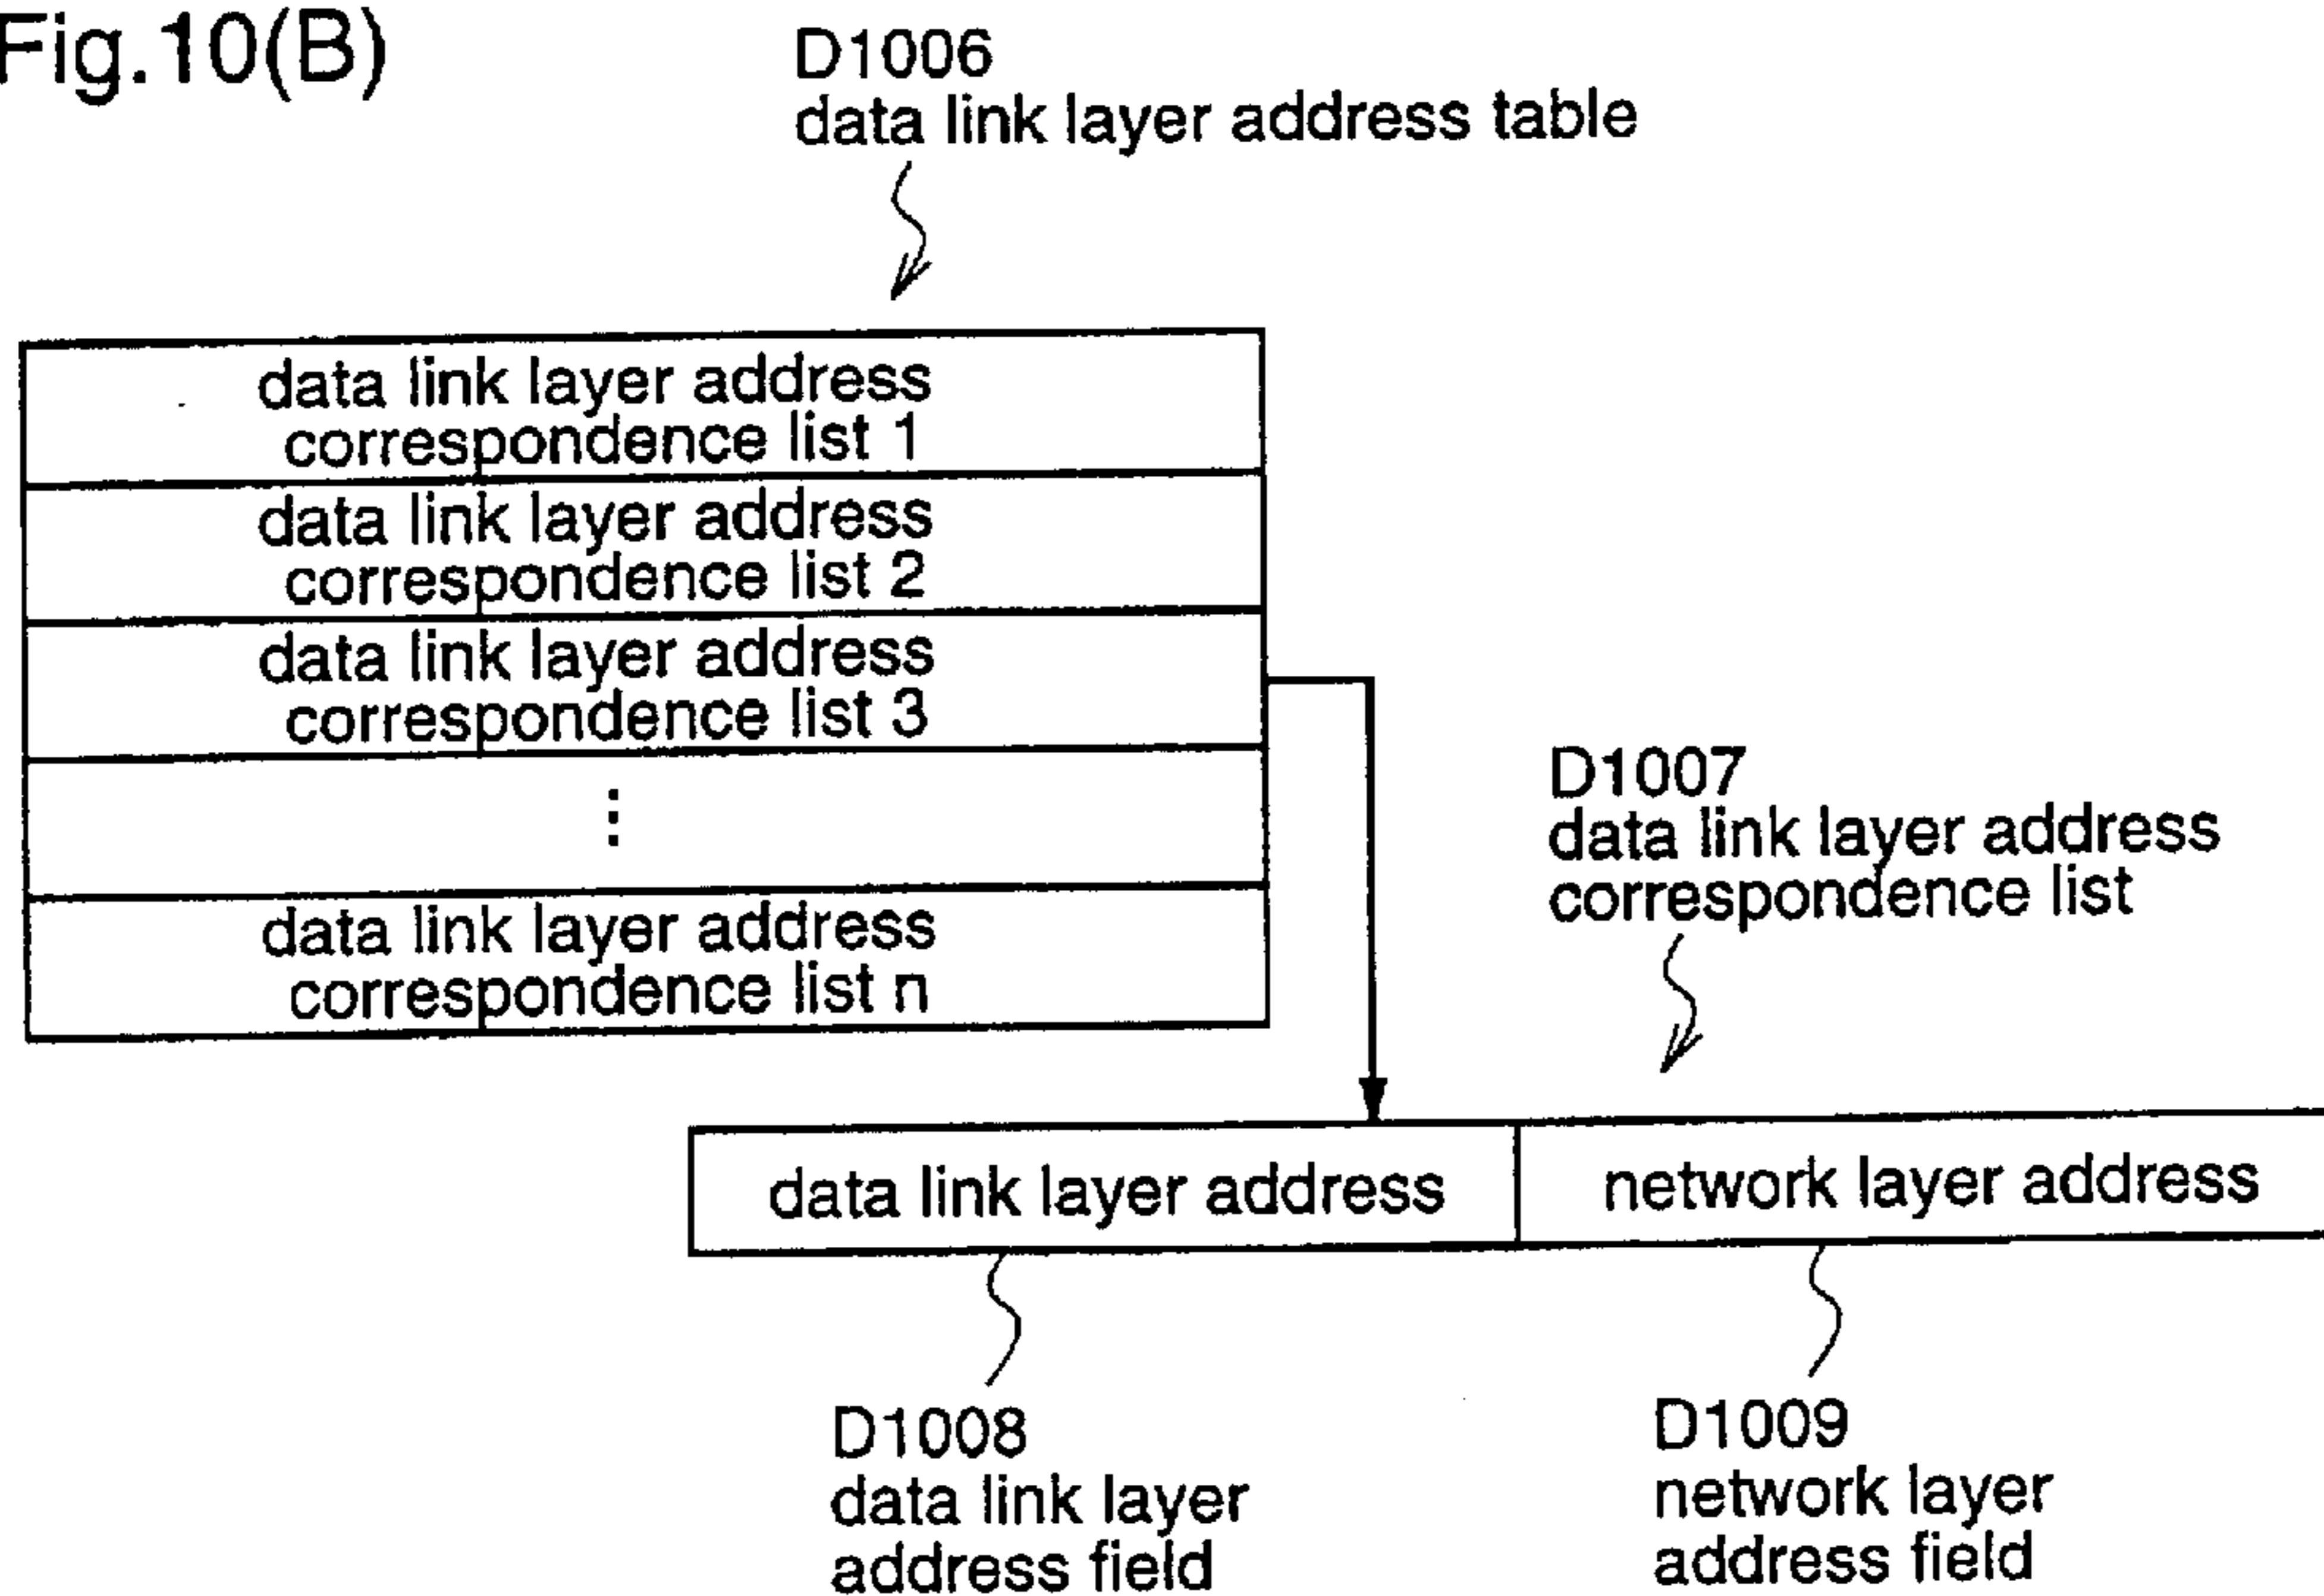 Fig.10(B)
D1006
data link layer address table
data link layer address
correspondence list 1
data link layer address
correspondence list 2
data link layer address
correspondence list 3
⋮
data link layer address
correspondence list n
D1007
data link layer address
correspondence list
data link layer address
network layer address
D1008
data link layer
address field
D1009
network layer
address field